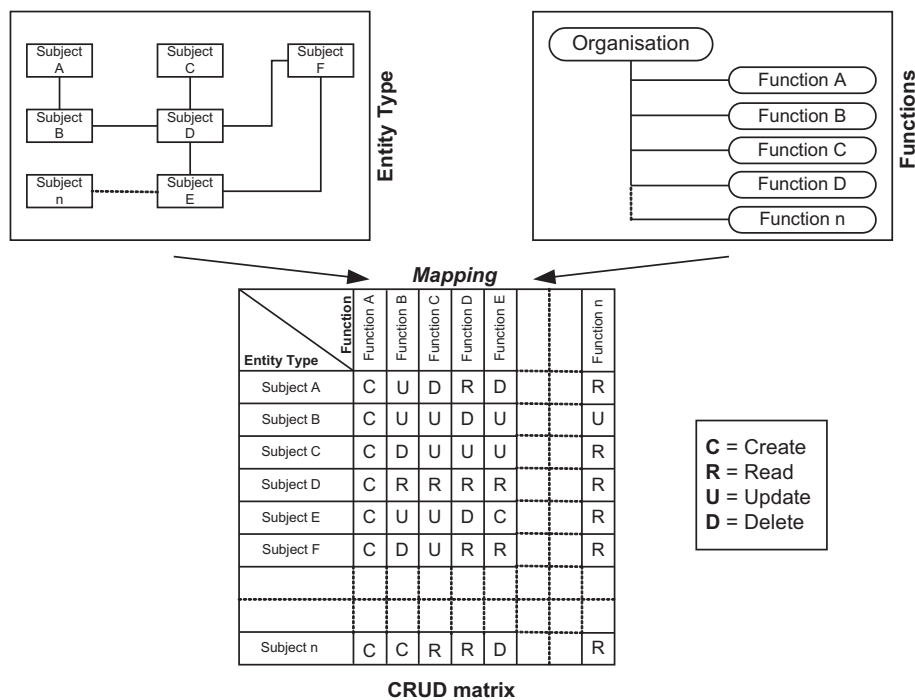 Subject A
Subject C
Subject F
Subject B
Subject D
Subject n
Subject E
Entity Type
Organisation
Function A
Function B
Function C
Function D
Function n
Functions
Mapping
Entity Type Function Function A Function B Function C Function D Function E Function n
Subject A C U D R D R
Subject B C U U D U U
Subject C C D U U U R
Subject D C R R R R R
Subject E C U U D C R
Subject F C D U R R R
Subject n C C R R D R
CRUD matrix
C = Create
R = Read
U = Update
D = Delete